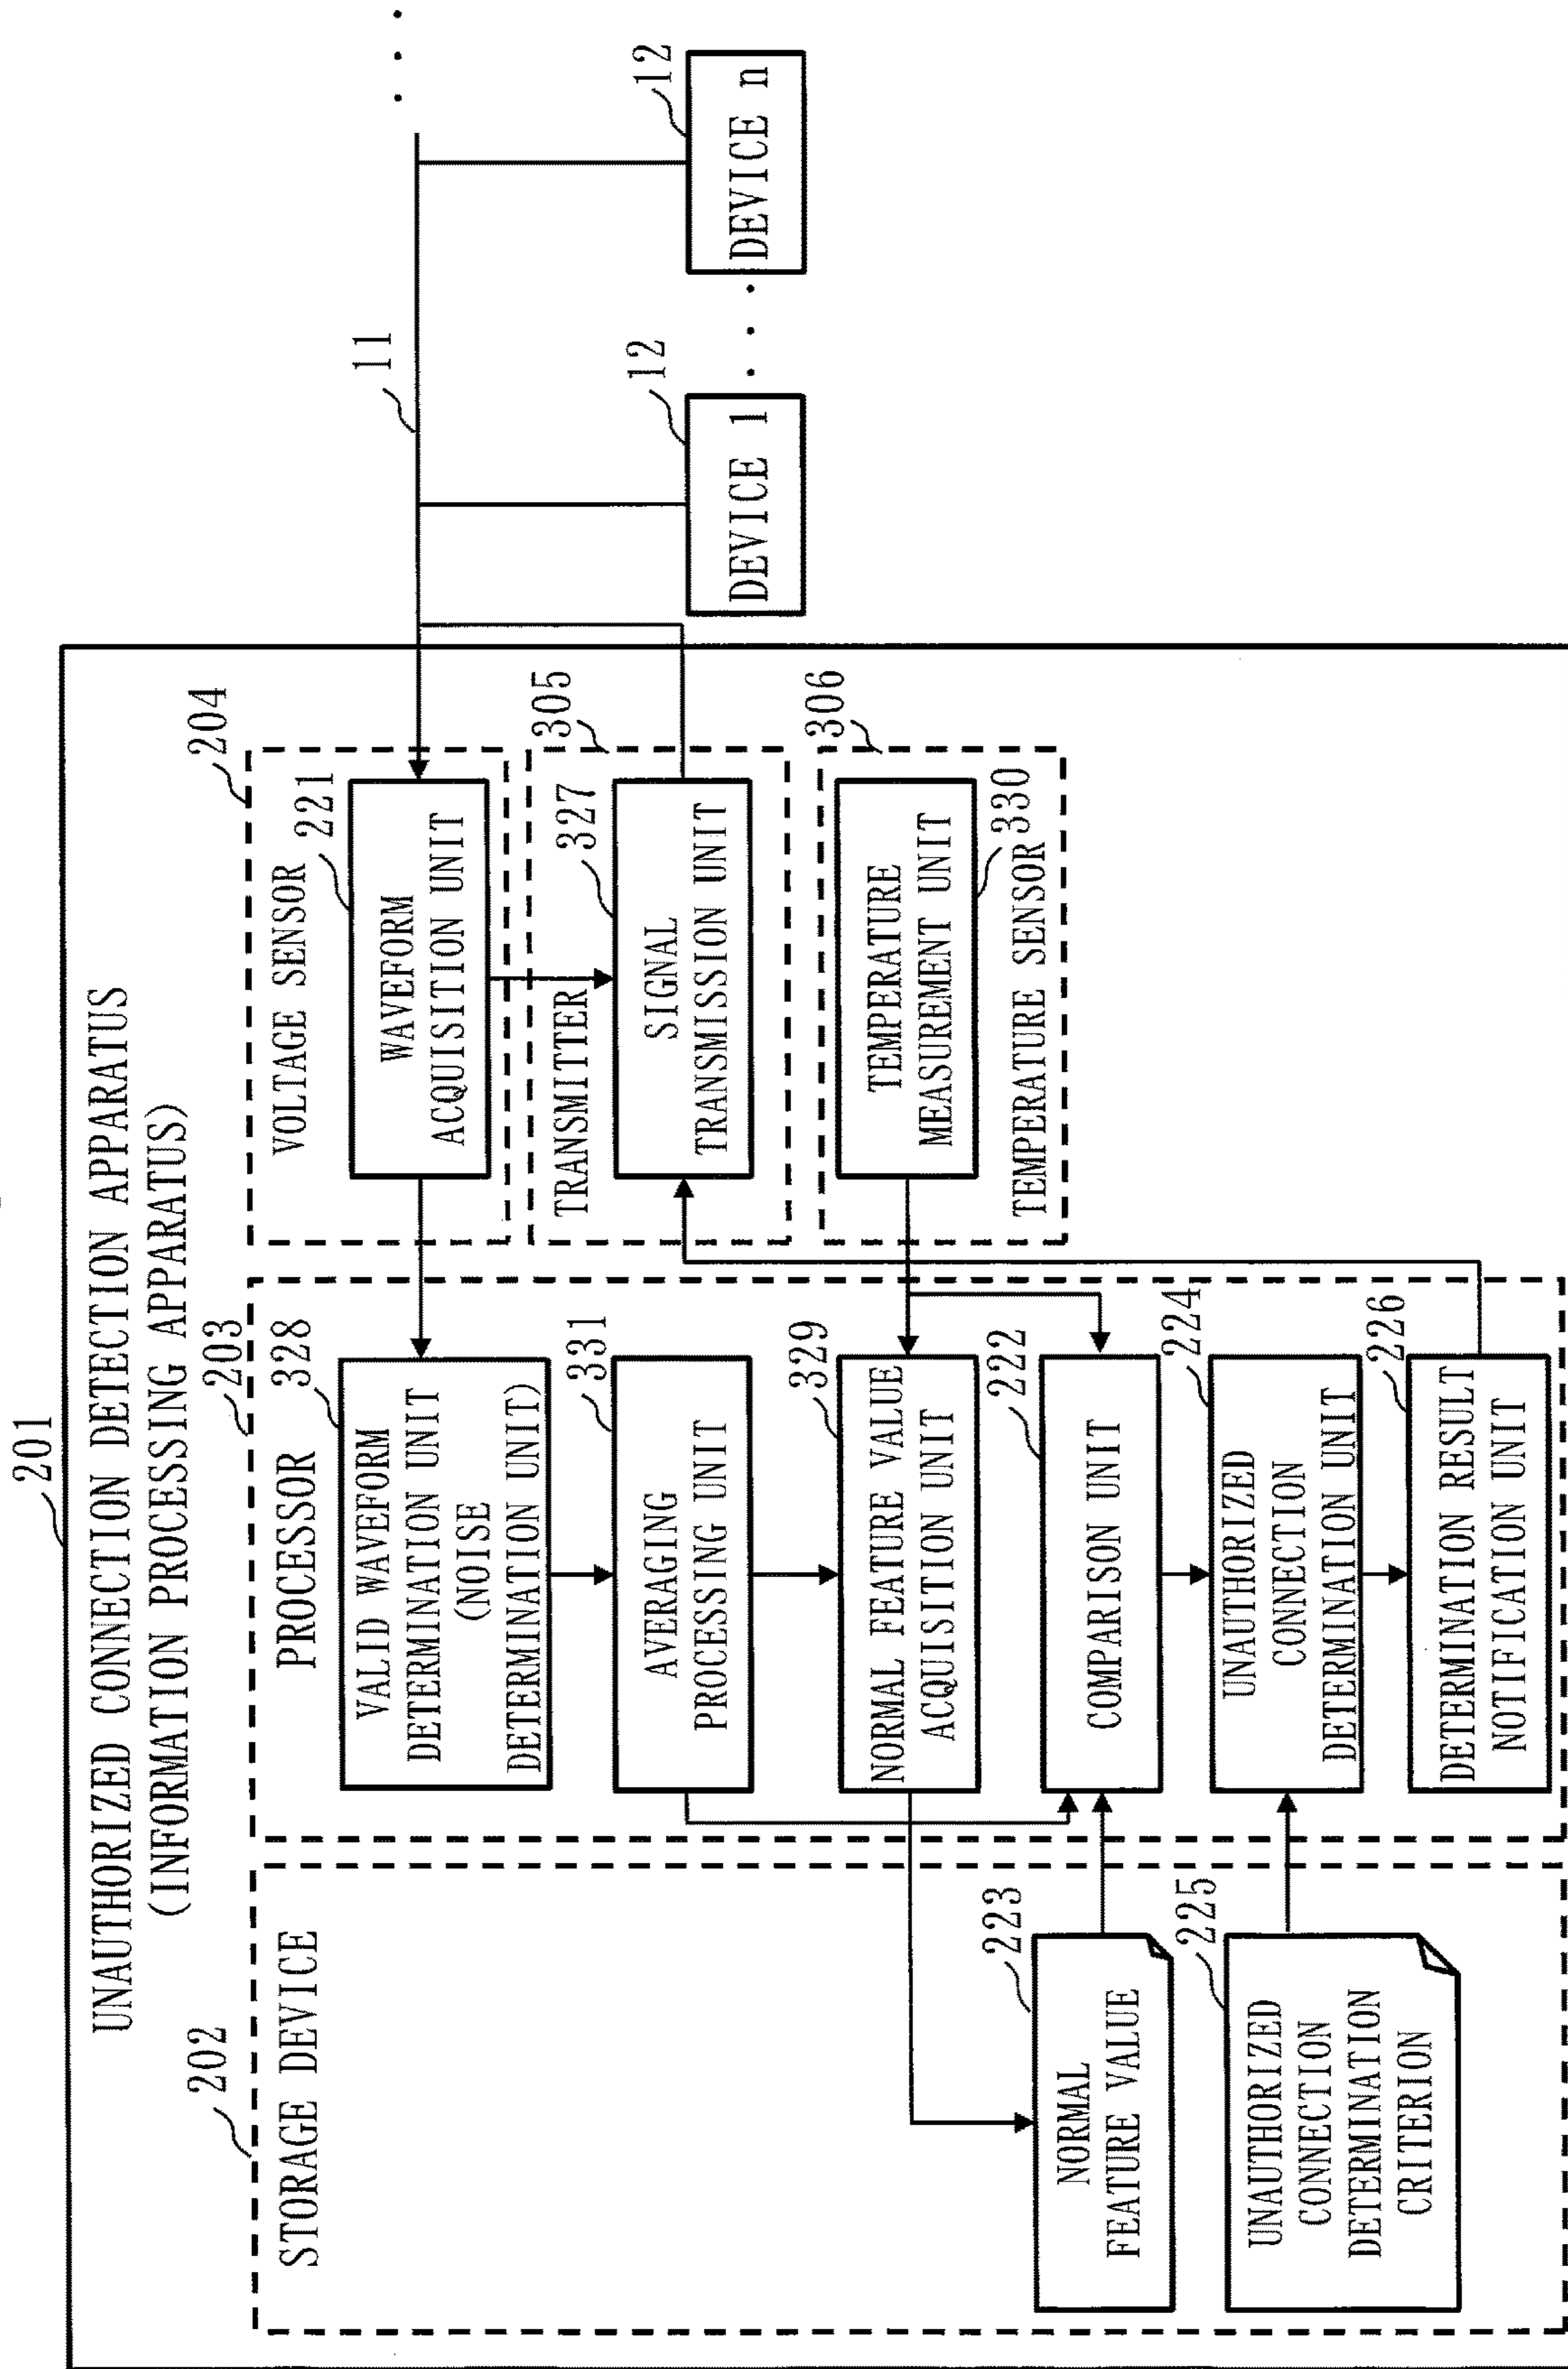 201
UNAUTHORIZED CONNECTION DETECTION APPARATUS
(INFORMATION PROCESSING APPARATUS)
202
STORAGE DEVICE
223
NORMAL
FEATURE VALUE
225
UNAUTHORIZED
CONNECTION
DETERMINATION
CRITERION
203
PROCESSOR
328
VALID WAVEFORM
DETERMINATION UNIT
(NOISE
DETERMINATION UNIT)
331
AVERAGING
PROCESSING UNIT
329
NORMAL FEATURE VALUE
ACQUISITION UNIT
222
COMPARISON UNIT
224
UNAUTHORIZED
CONNECTION
DETERMINATION UNIT
226
DETERMINATION RESULT
NOTIFICATION UNIT
204
VOLTAGE SENSOR
221
WAVEFORM
ACQUISITION UNIT
305
TRANSMITTER
327
SIGNAL
TRANSMISSION UNIT
306
TEMPERATURE
MEASUREMENT UNIT
330
TEMPERATURE SENSOR
11
12
DEVICE 1
. . .
12
DEVICE n
. . .